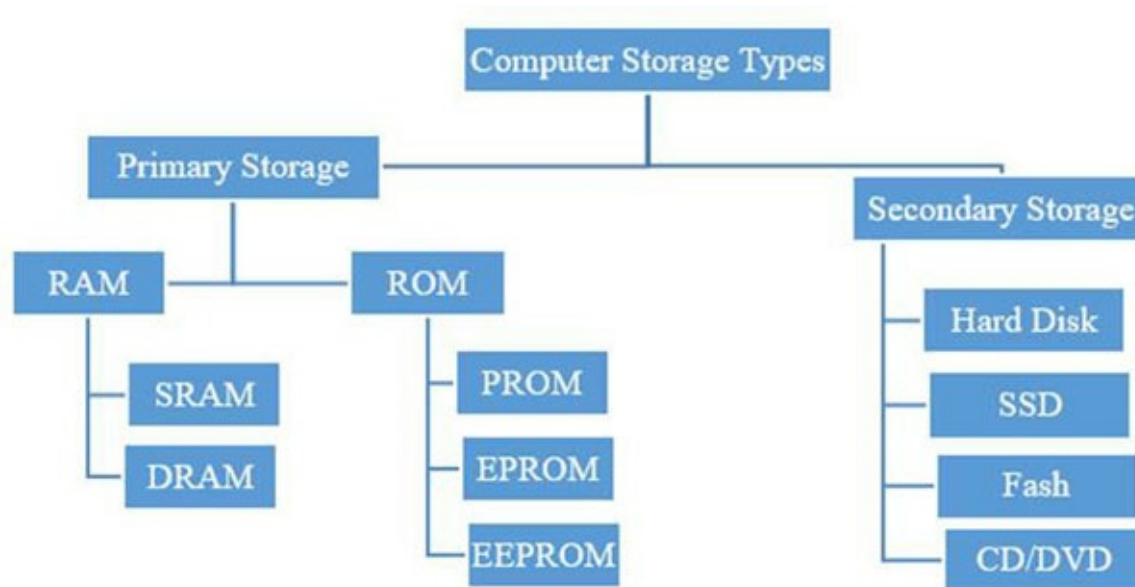 Computer Storage Types
Primary Storage
Secondary Storage
RAM
ROM
SRAM
DRAM
PROM
EPROM
EEPROM
Hard Disk
SSD
Fash
CD/DVD